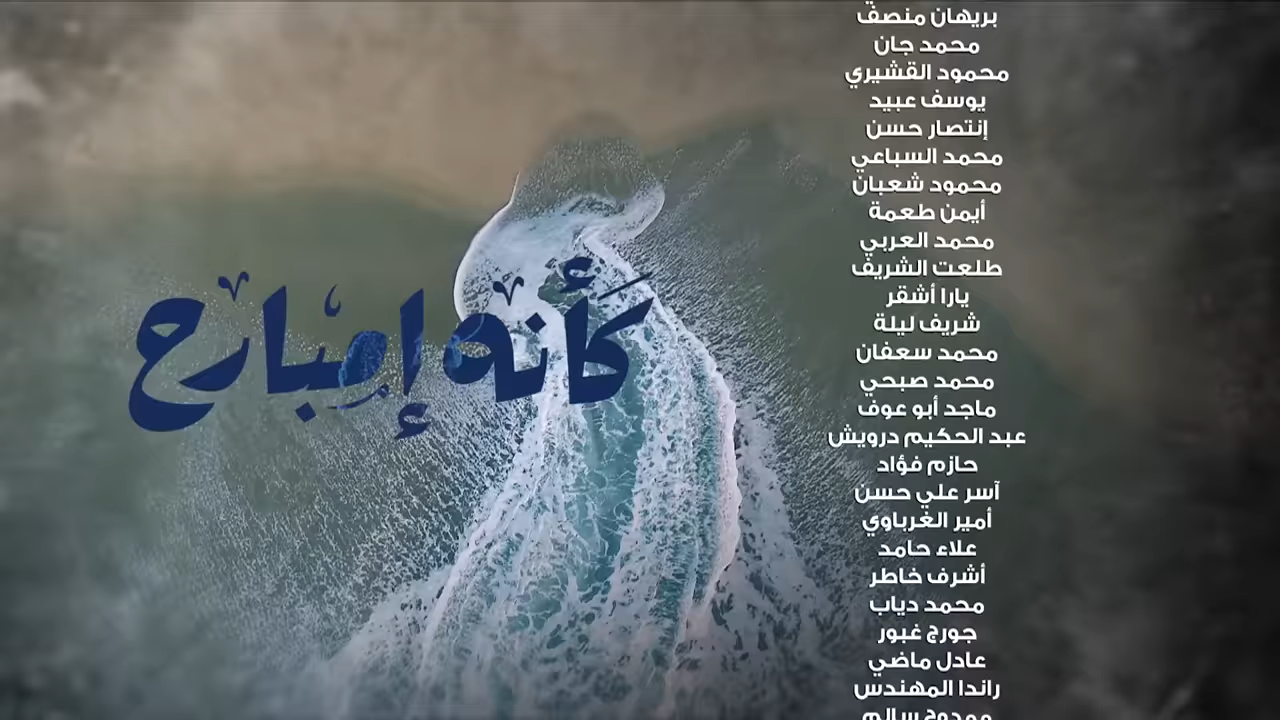 كأنه إمبارح
بريهان منصف
محمد جان
محمود القشيري
يوسف عبيد
إنتصار حسن
محمد السباعي
محمود شعبان
أيمن طعمة
محمد العربي
طلعت الشريف
يارا أشقر
شريف ليلة
محمد سعفان
محمد صبحي
ماجد أبو عوف
عبد الحكيم درويش
حازم فؤاد
آسر علي حسن
أمير الغرباوي
علاء حامد
أشرف خاطر
محمد دياب
جورج غبور
عادل ماضي
راندا المهندس
ممدوح سالم